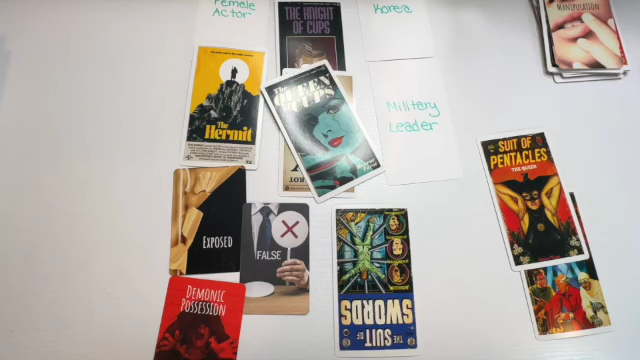 Female
Actor
THE KNIGHT
OF CUPS
Korea
MANIPULATION
The
Hermit
The
QUEEN
OF CUPS
Military
Leader
SUIT OF
PENTACLES
THE QUEEN
EXPOSED
FALSE
DEMONIC
POSSESSION
THE SUIT OF
SWORDS